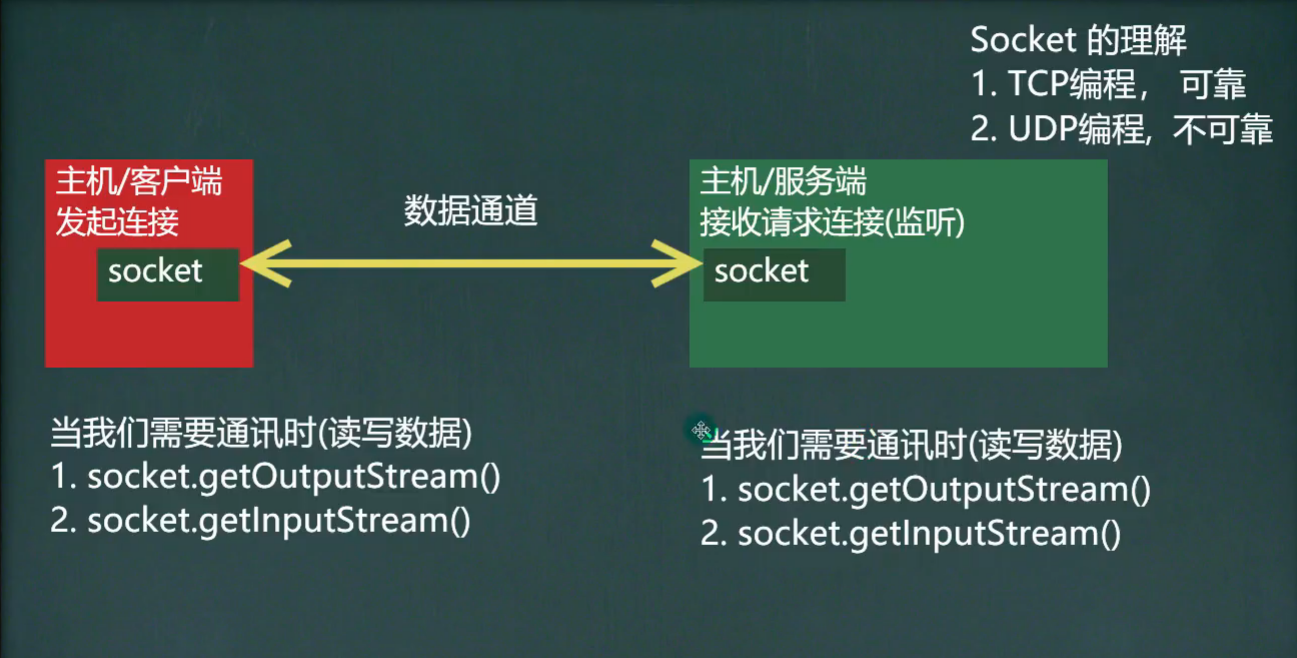 Socket 的理解
1. TCP编程， 可靠
2. UDP编程, 不可靠
主机/客户端
发起连接
socket
数据通道
主机/服务端
接收请求连接(监听)
socket
当我们需要通讯时(读写数据)
1. socket.getOutputStream()
2. socket.getInputStream()
当我们需要通讯时(读写数据)
1. socket.getOutputStream()
2. socket.getInputStream()